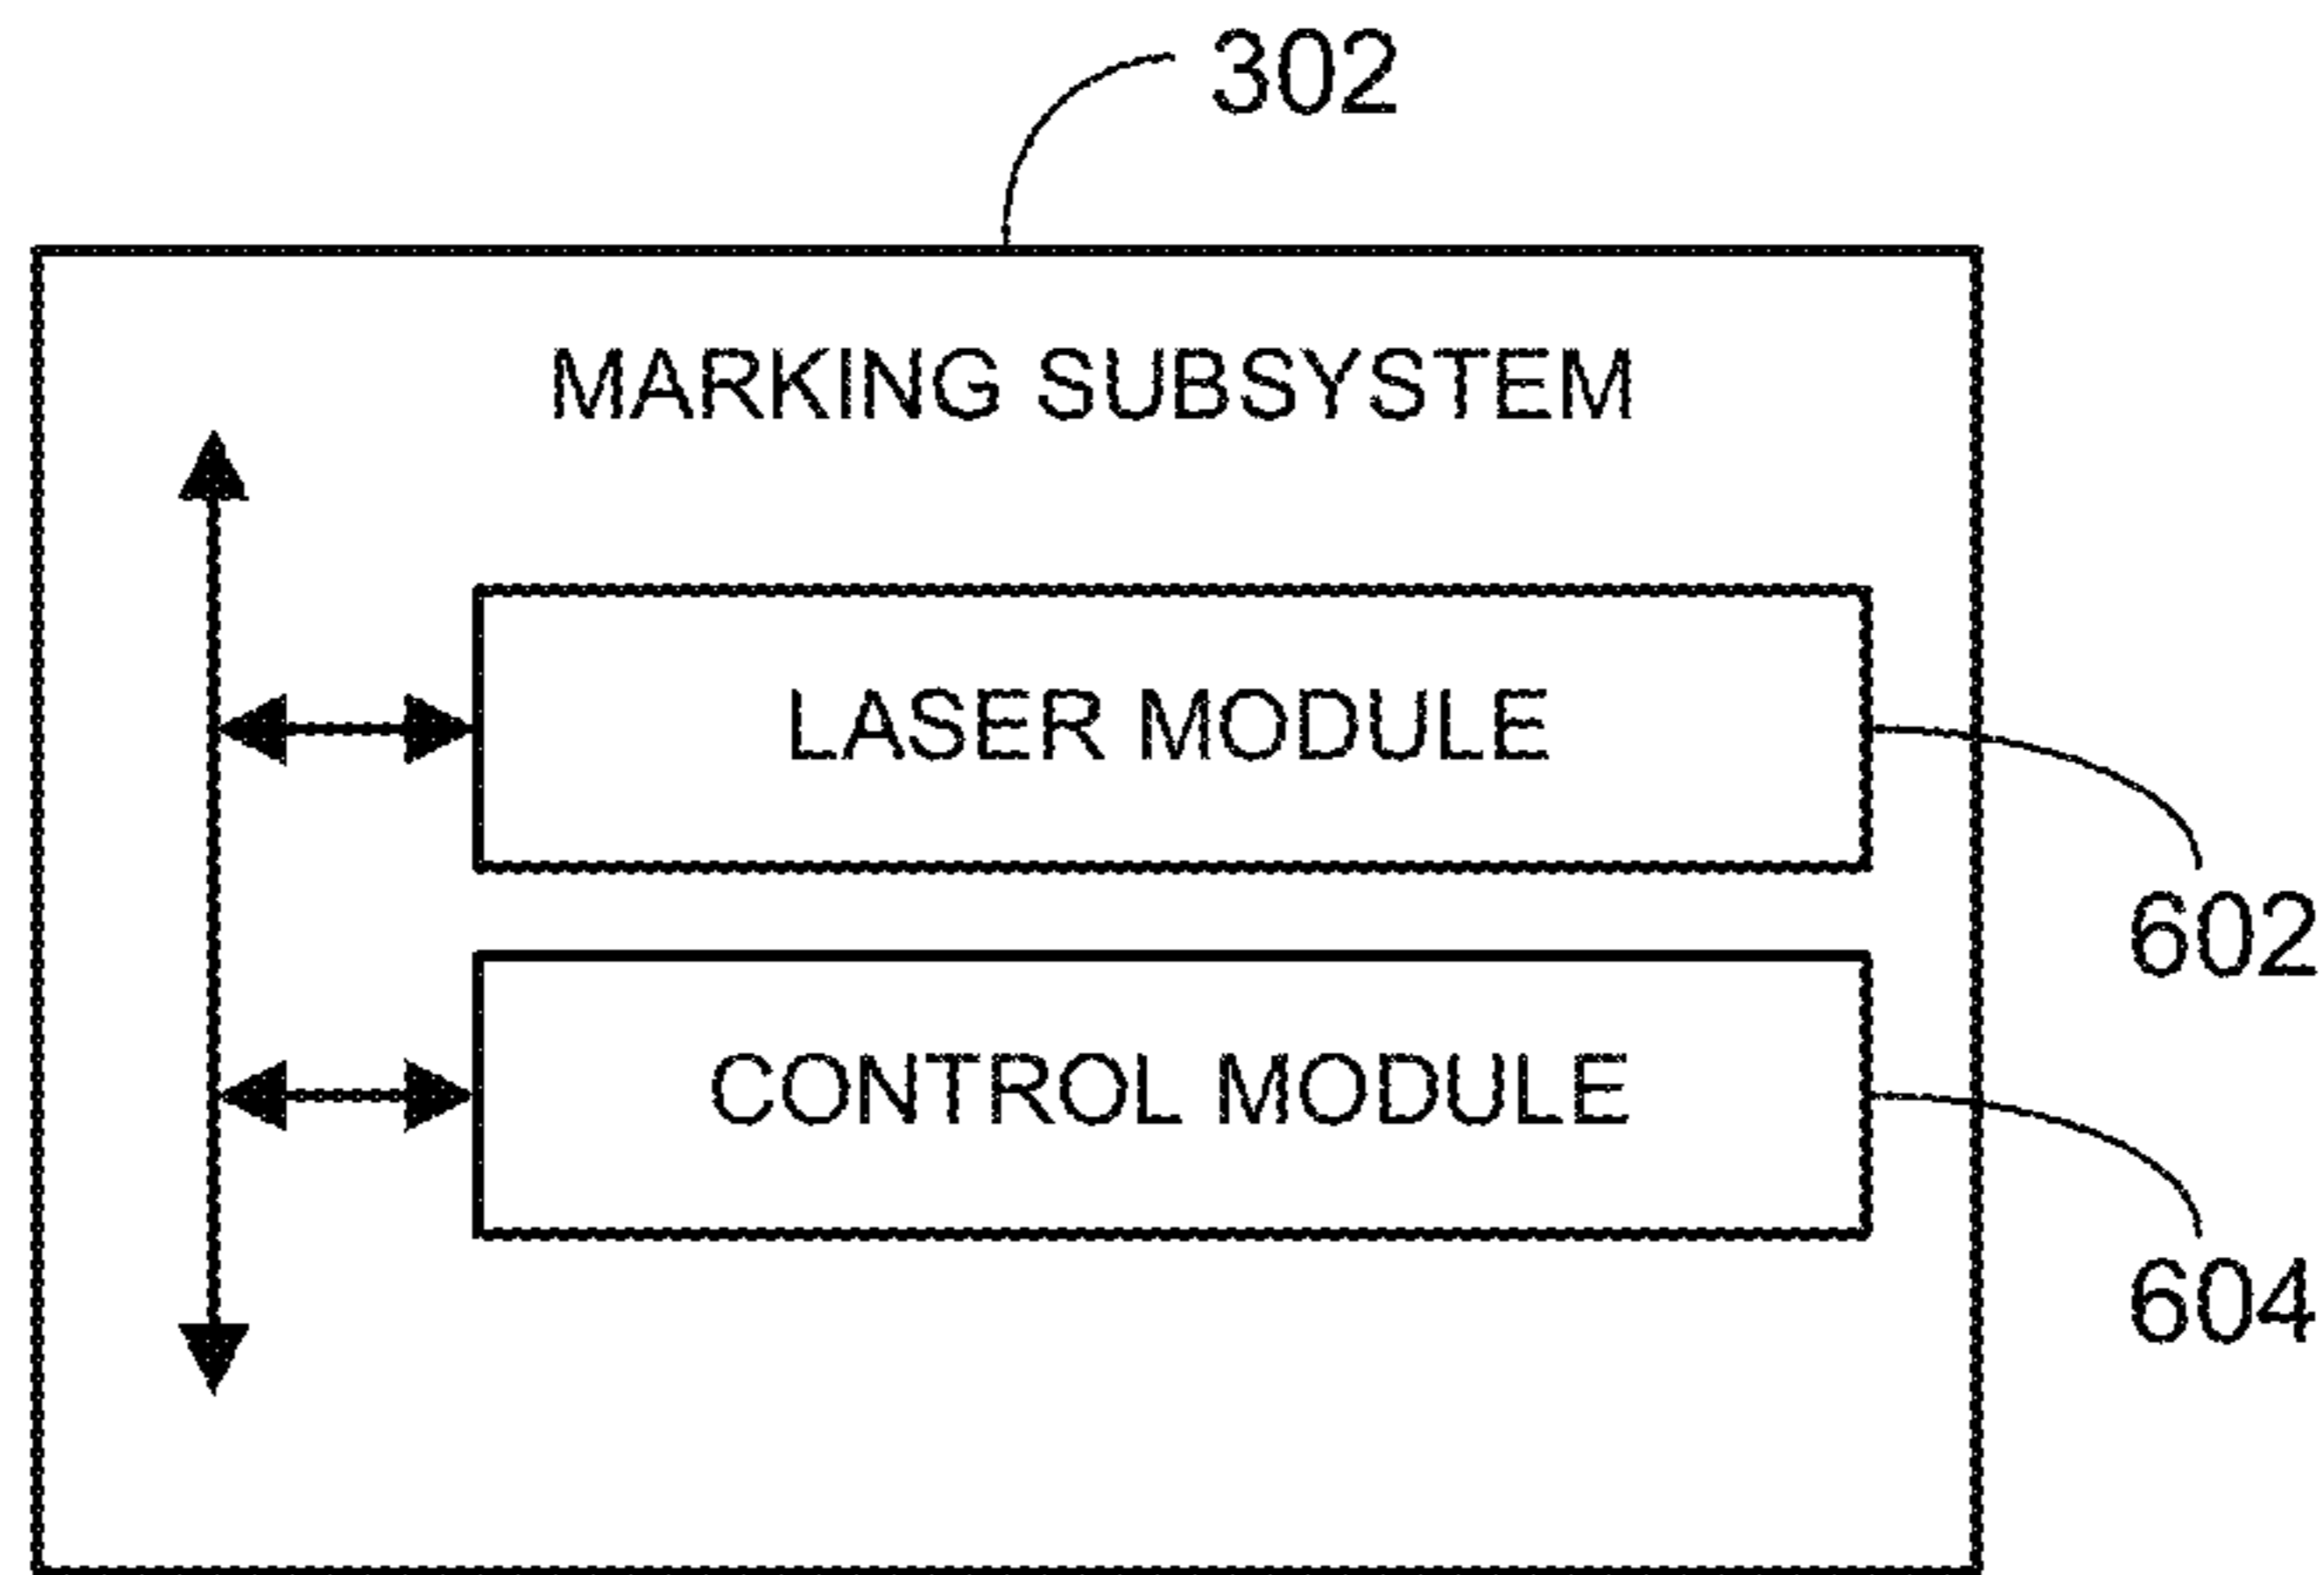 302
MARKING SUBSYSTEM
LASER MODULE
602
CONTROL MODULE
604